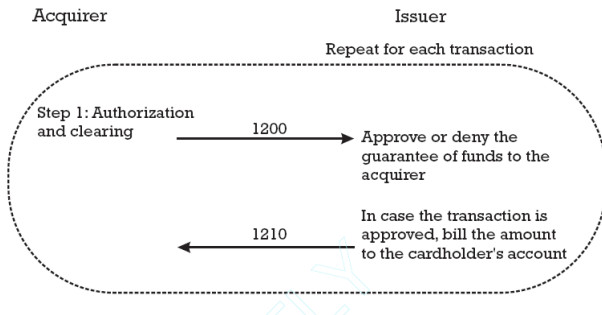 Acquirer
Issuer
Repeat for each transaction
Step 1: Authorization
and clearing
1200
Approve or deny the
guarantee of funds to the
acquirer
1210
In case the transaction is
approved, bill the amount
to the cardholder's account